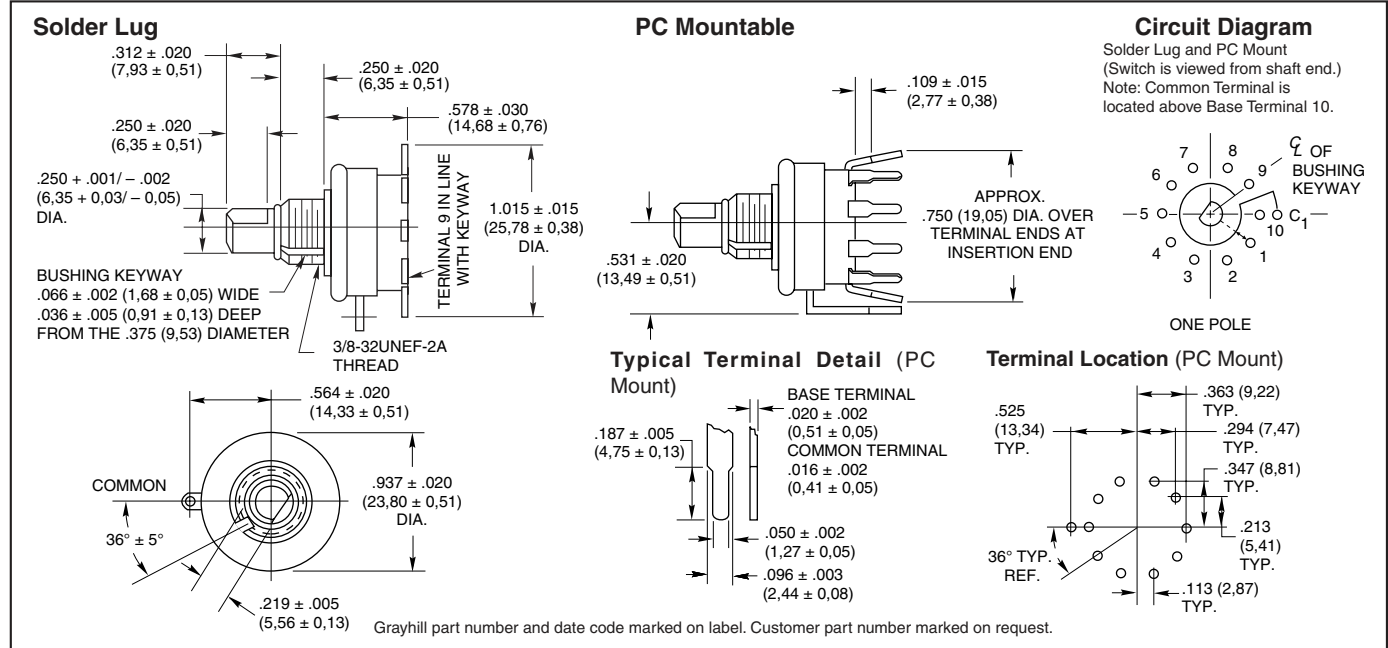 Solder Lug
.312 ± .020
(7,93 ± 0,51)
.250 ± .020
(6,35 ± 0,51)
.578 ± .030
(14,68 ± 0,76)
.250 ± .020
(6,35 ± 0,51)
.250 + .001/ – .002
(6,35 + 0,03/ – 0,05)
DIA.
1.015 ± .015
(25,78 ± 0,38)
DIA.
TERMINAL 9 IN LINE
WITH KEYWAY
BUSHING KEYWAY
.066 ± .002 (1,68 ± 0,05) WIDE
.036 ± .005 (0,91 ± 0,13) DEEP
FROM THE .375 (9,53) DIAMETER
3/8-32UNEF-2A
THREAD
.564 ± .020
(14,33 ± 0,51)
COMMON
.937 ± .020
(23,80 ± 0,51)
DIA.
36° ± 5°
.219 ± .005
(5,56 ± 0,13)
PC Mountable
.109 ± .015
(2,77 ± 0,38)
APPROX.
.750 (19,05) DIA. OVER
TERMINAL ENDS AT
INSERTION END
.531 ± .020
(13,49 ± 0,51)
Typical Terminal Detail (PC
Mount)
BASE TERMINAL
.020 ± .002
(0,51 ± 0,05)
COMMON TERMINAL
.016 ± .002
(0,41 ± 0,05)
.187 ± .005
(4,75 ± 0,13)
.050 ± .002
(1,27 ± 0,05)
.096 ± .003
(2,44 ± 0,08)
Circuit Diagram
Solder Lug and PC Mount
(Switch is viewed from shaft end.)
Note: Common Terminal is
located above Base Terminal 10.
℄ OF
BUSHING
KEYWAY
7
8
9
6
5
10
C1
4
1
3
2
ONE POLE
Terminal Location (PC Mount)
.363 (9,22)
TYP.
.525
(13,34)
TYP.
.294 (7,47)
TYP.
.347 (8,81)
TYP.
.213
(5,41)
TYP.
36° TYP.
REF.
.113 (2,87)
TYP.
Grayhill part number and date code marked on label. Customer part number marked on request.